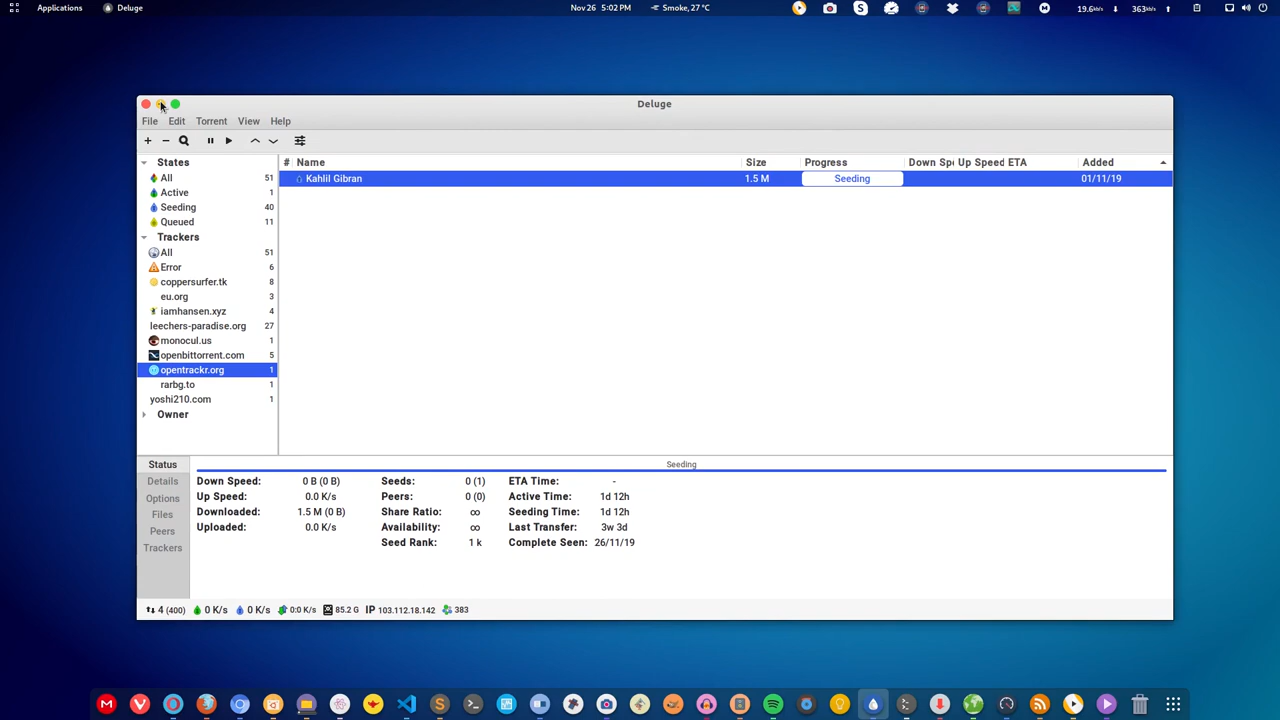 Applications Deluge Nov 26 5:02 PM Smoke, 27 °C 19.6kb/s 363kb/s
Deluge
File Edit Torrent View Help
States
All 51
Active 1
Seeding 40
Queued 11
Trackers
All 51
Error 6
coppersurfer.tk 8
eu.org 3
iamhansen.xyz 4
leechers-paradise.org 27
monocul.us 1
openbittorrent.com 5
opentrackr.org 1
rarbg.to 1
yoshi210.com 1
Owner
# Name Size Progress Down Spe Up Speed ETA Added
Kahlil Gibran 1.5 M Seeding 01/11/19
Status
Details
Options
Files
Peers
Trackers
Seeding
Down Speed: 0 B (0 B) Seeds: 0 (1) ETA Time: -
Up Speed: 0.0 K/s Peers: 0 (0) Active Time: 1d 12h
Downloaded: 1.5 M (0 B) Share Ratio: ∞ Seeding Time: 1d 12h
Uploaded: 0.0 K/s Availability: ∞ Last Transfer: 3w 3d
Seed Rank: 1 k Complete Seen: 26/11/19
4 (400) 0 K/s 0 K/s 0:0 K/s 85.2 G IP 103.112.18.142 383